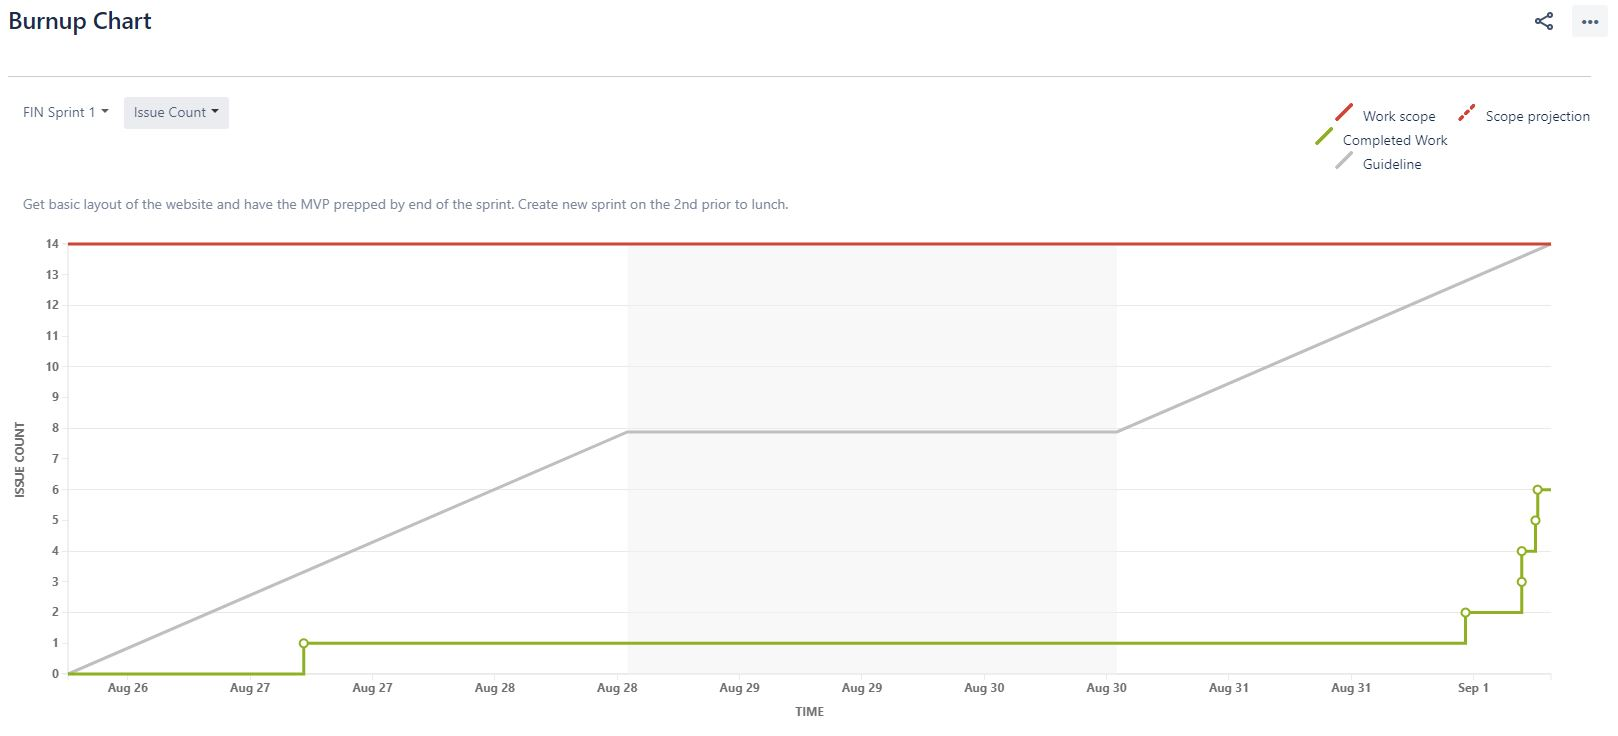 Burnup Chart
FIN Sprint 1
Issue Count
Work scope
Scope projection
Completed Work
Guideline
Get basic layout of the website and have the MVP prepped by end of the sprint. Create new sprint on the 2nd prior to lunch.
14
13
12
11
10
9
8
7
6
5
4
3
2
1
0
ISSUE COUNT
Aug 26 Aug 27 Aug 27 Aug 28 Aug 28 Aug 29 Aug 29 Aug 30 Aug 30 Aug 31 Aug 31 Sep 1
TIME